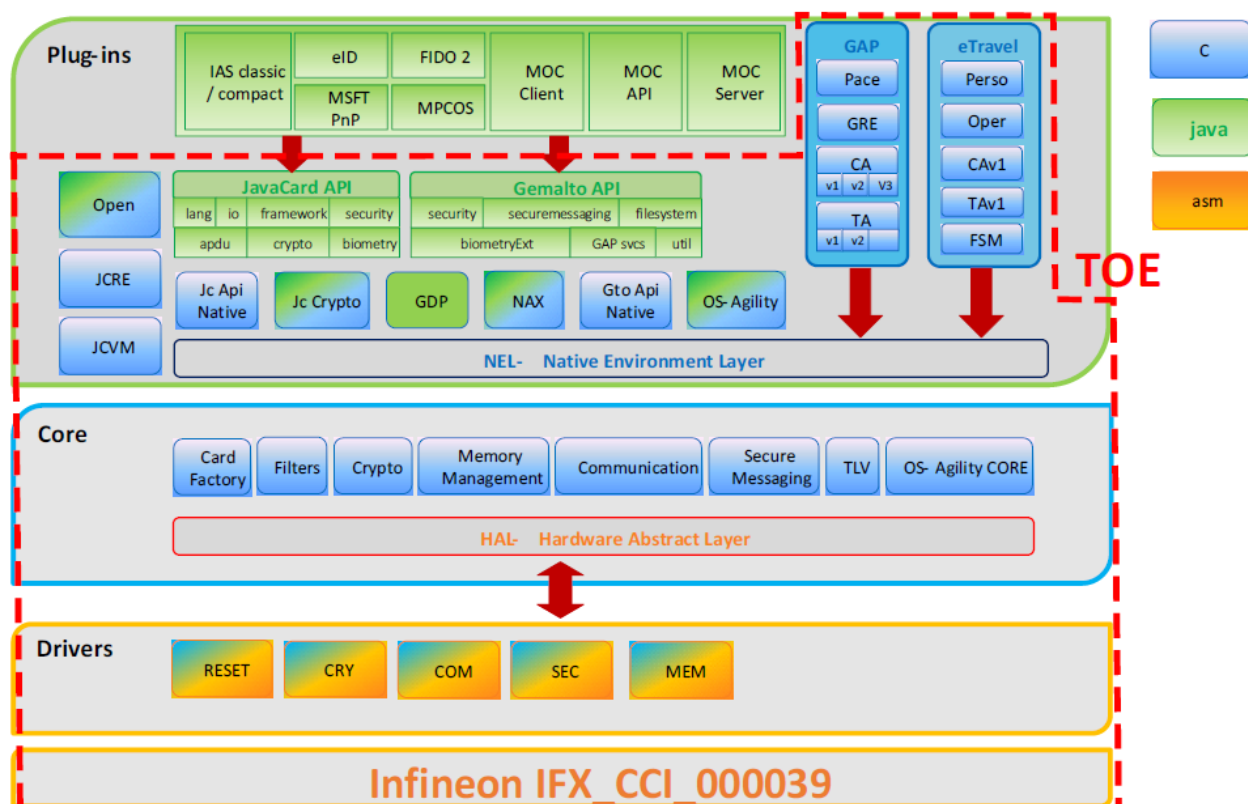 Plug-ins
IAS classic
/ compact
eID
FIDO 2
MSFT
PnP
MPCOS
MOC
Client
MOC
API
MOC
Server
GAP
Pace
GRE
CA
v1 v2 V3
TA
v1 v2
eTravel
Perso
Oper
CAv1
TAv1
FSM
C
java
asm
TOE
Open
JCRE
JCVM
JavaCard API
lang io framework security
apdu crypto biometry
Gemalto API
security securemessaging filesystem
biometryExt GAP svcs util
Jc Api
Native
Jc Crypto
GDP
NAX
Gto Api
Native
OS-Agility
NEL- Native Environment Layer
Core
Card
Factory
Filters
Crypto
Memory
Management
Communication
Secure
Messaging
TLV
OS- Agility CORE
HAL- Hardware Abstract Layer
Drivers
RESET
CRY
COM
SEC
MEM
Infineon IFX_CCI_000039